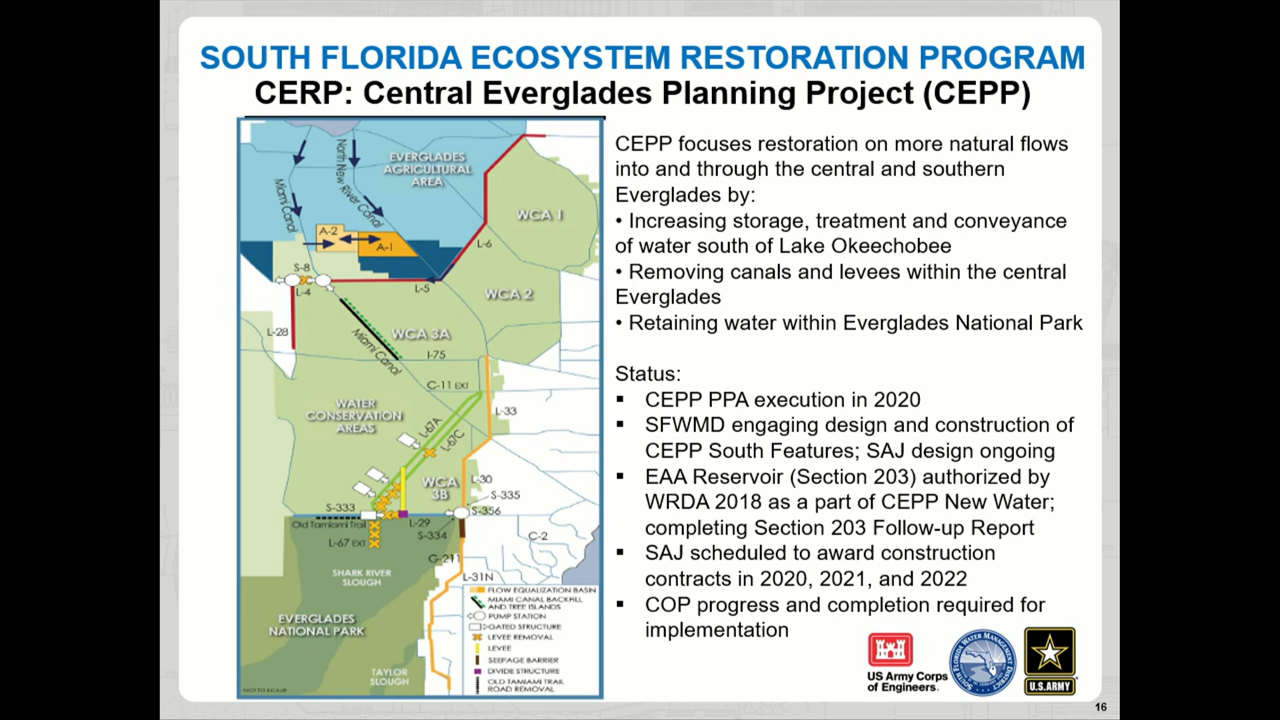 SOUTH FLORIDA ECOSYSTEM RESTORATION PROGRAM
CERP: Central Everglades Planning Project (CEPP)
CEPP focuses restoration on more natural flows
into and through the central and southern
Everglades by:
• Increasing storage, treatment and conveyance
of water south of Lake Okeechobee
• Removing canals and levees within the central
Everglades
• Retaining water within Everglades National Park
Status:
▪ CEPP PPA execution in 2020
▪ SFWMD engaging design and construction of
CEPP South Features; SAJ design ongoing
▪ EAA Reservoir (Section 203) authorized by
WRDA 2018 as a part of CEPP New Water;
completing Section 203 Follow-up Report
▪ SAJ scheduled to award construction
contracts in 2020, 2021, and 2022
▪ COP progress and completion required for
implementation
EVERGLADES
AGRICULTURAL
AREA
North New River Canal
Miami Canal
WCA 1
A-2
A-1
L-6
S-8
L-4
L-5
WCA 2
L-28
WCA 3A
Miami Canal
I-75
C-11 EXT
WATER
CONSERVATION
AREAS
L-67A
L-67C
L-33
WCA
3B
L-30
S-335
S-333
S-356
Old Tamiami Trail
L-29
S-334
C-2
L-67 EXT
G-211
SHARK RIVER
SLOUGH
L-31N
EVERGLADES
NATIONAL PARK
TAYLOR
SLOUGH
NOT TO SCALE
FLOW EQUALIZATION BASIN
MIAMI CANAL BACKFILL
AND TREE ISLANDS
PUMP STATION
GATED STRUCTURE
LEVEE REMOVAL
LEVEE
SEEPAGE BARRIER
DIVIDE STRUCTURE
OLD TAMIAMI TRAIL
ROAD REMOVAL
US Army Corps
of Engineers.
SOUTH FLORIDA WATER MANAGEMENT DISTRICT
U.S.ARMY
16